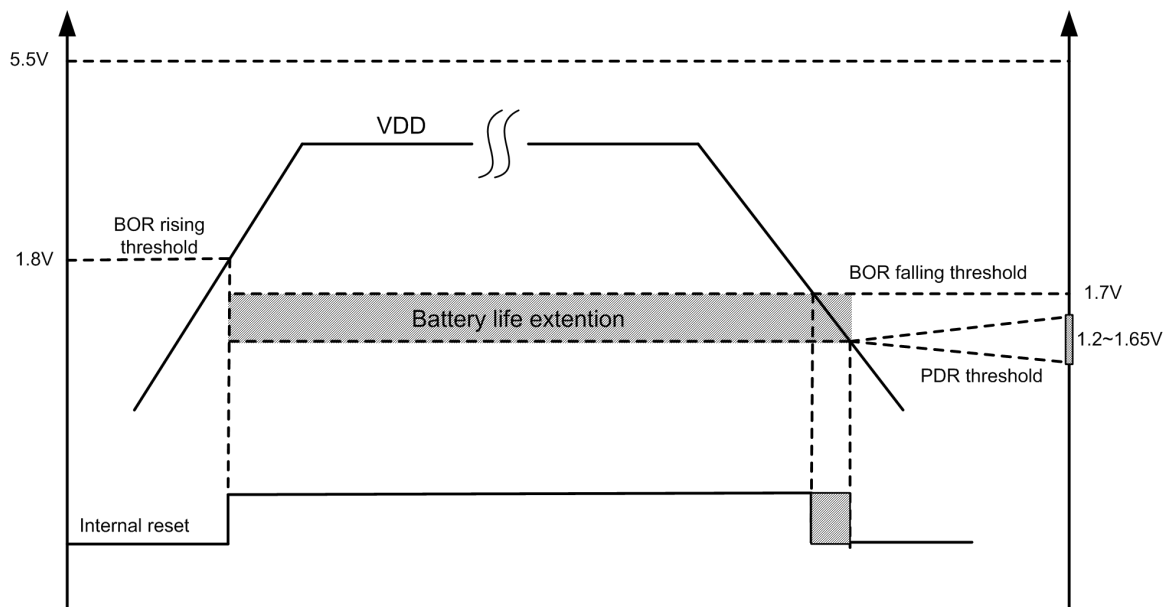 5.5V
VDD
BOR rising
threshold
1.8V
BOR falling threshold
1.7V
Battery life extention
1.2~1.65V
PDR threshold
Internal reset